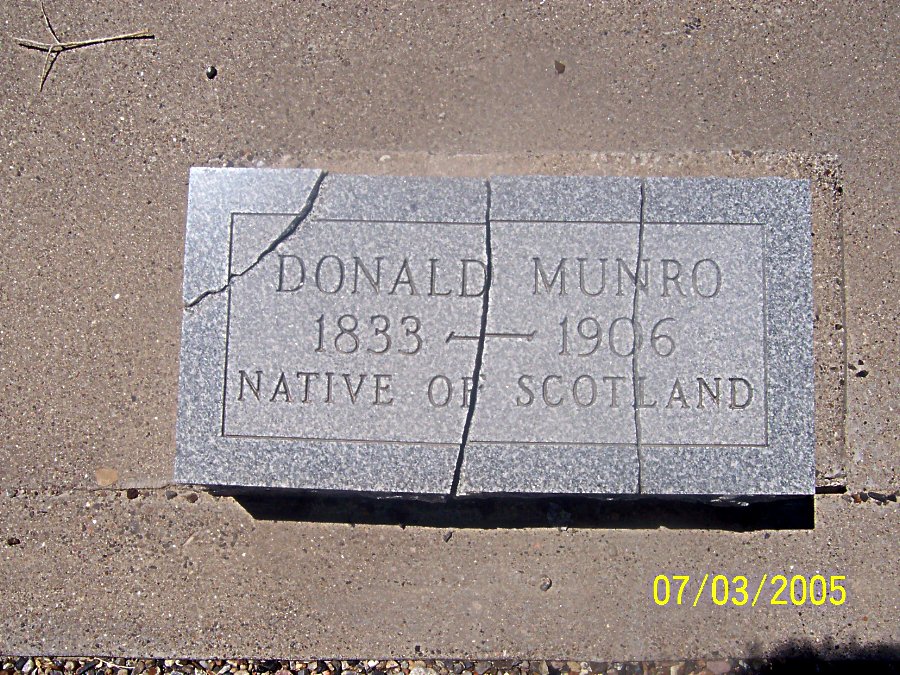 DONALD MUNRO
1833 — 1906
NATIVE OF SCOTLAND
07/03/2005